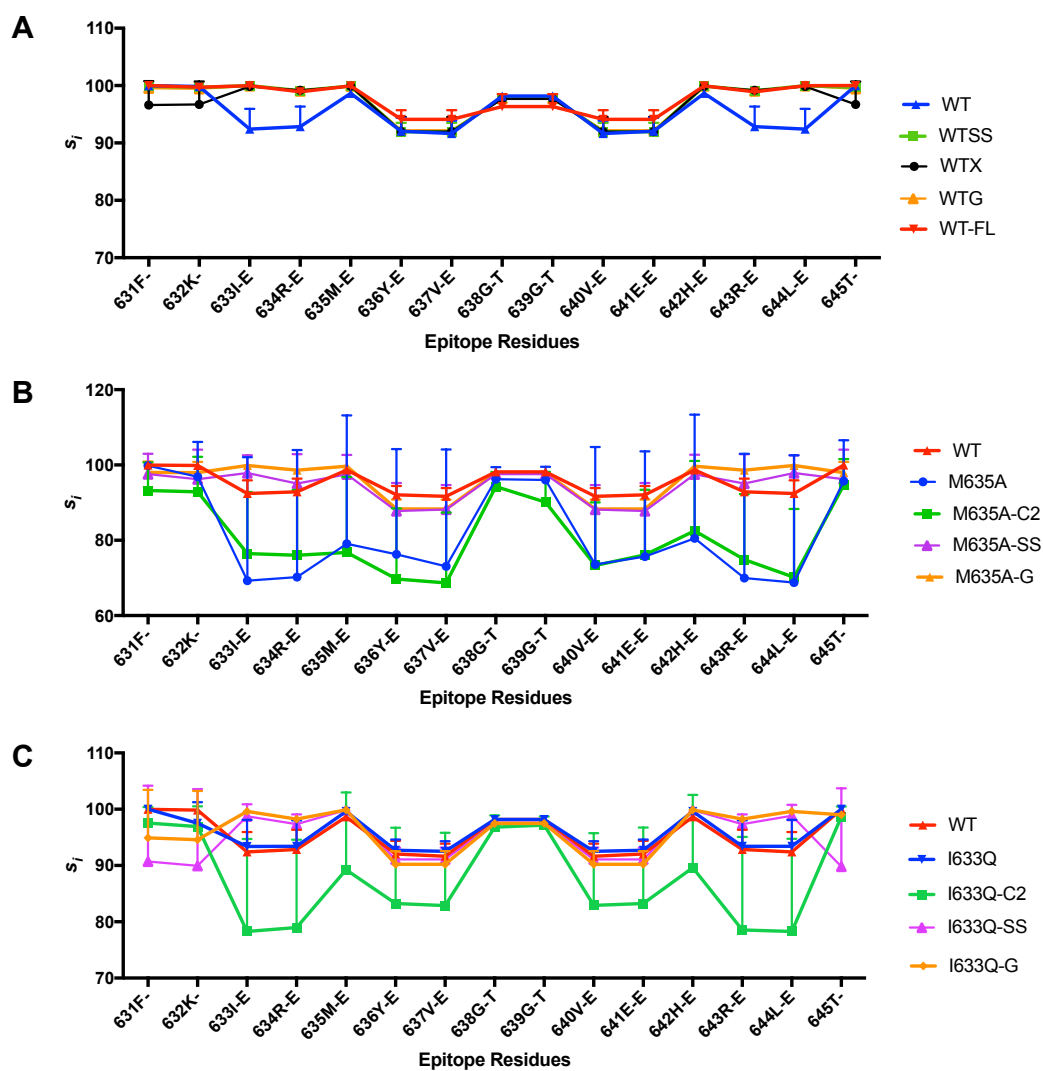 A
110
100
90
80
70
s_i
631F-
632K-
633I-E
634R-E
635M-E
636Y-E
637V-E
638G-T
639G-T
640V-E
641E-E
642H-E
643R-E
644L-E
645T-
Epitope Residues
WT
WTSS
WTX
WTG
WT-FL
B
120
100
80
60
s_i
631F-
632K-
633I-E
634R-E
635M-E
636Y-E
637V-E
638G-T
639G-T
640V-E
641E-E
642H-E
643R-E
644L-E
645T-
Epitope Residues
WT
M635A
M635A-C2
M635A-SS
M635A-G
C
110
100
90
80
70
s_i
631F-
632K-
633I-E
634R-E
635M-E
636Y-E
637V-E
638G-T
639G-T
640V-E
641E-E
642H-E
643R-E
644L-E
645T-
Epitope Residues
WT
I633Q
I633Q-C2
I633Q-SS
I633Q-G